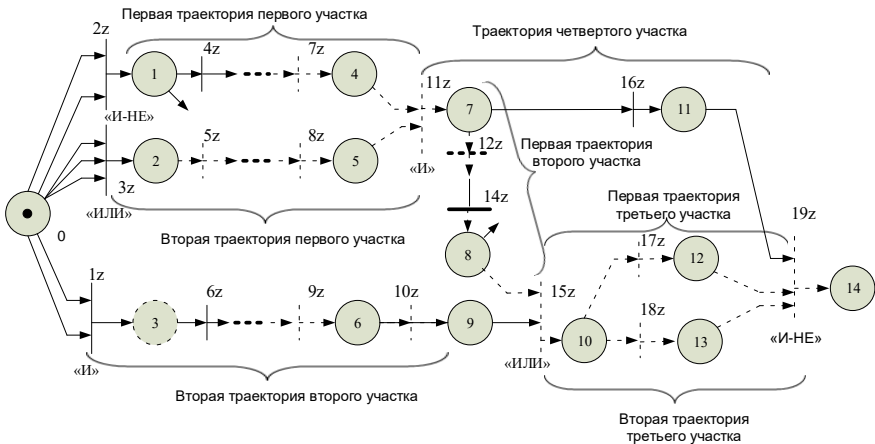 Первая траектория первого участка
Траектория четвертого участка
2z
4z
7z
1
4
11z
7
16z
11
«И-НЕ»
5z
8z
12z
Первая траектория
второго участка
2
5
«И»
3z
«ИЛИ»
14z
Первая траектория
третьего участка
19z
0
Вторая траектория первого участка
17z
8
12
1z
6z
9z
10z
15z
14
18z
3
6
9
10
13
«И-НЕ»
«И»
«ИЛИ»
Вторая траектория второго участка
Вторая траектория
третьего участка